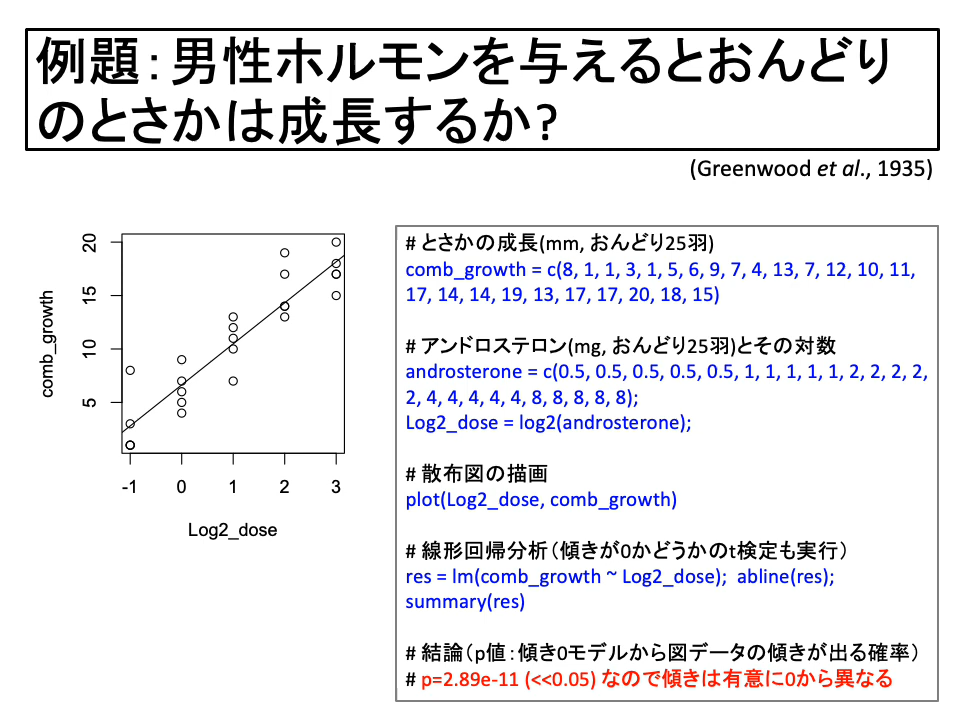 例題：男性ホルモンを与えるとおんどり
のとさかは成長するか?
(Greenwood et al., 1935)
20
15
10
5
comb_growth
-1 0 1 2 3
Log2_dose
# とさかの成長(mm, おんどり25羽)
comb_growth = c(8, 1, 1, 3, 1, 5, 6, 9, 7, 4, 13, 7, 12, 10, 11,
17, 14, 14, 19, 13, 17, 17, 20, 18, 15)
# アンドロステロン(mg, おんどり25羽)とその対数
androsterone = c(0.5, 0.5, 0.5, 0.5, 0.5, 1, 1, 1, 1, 1, 2, 2, 2, 2,
2, 4, 4, 4, 4, 4, 8, 8, 8, 8, 8);
Log2_dose = log2(androsterone);
# 散布図の描画
plot(Log2_dose, comb_growth)
# 線形回帰分析（傾きが0かどうかのt検定も実行）
res = lm(comb_growth ~ Log2_dose); abline(res);
summary(res)
# 結論（p値：傾き0モデルから図データの傾きが出る確率）
# p=2.89e-11 (<<0.05) なので傾きは有意に0から異なる